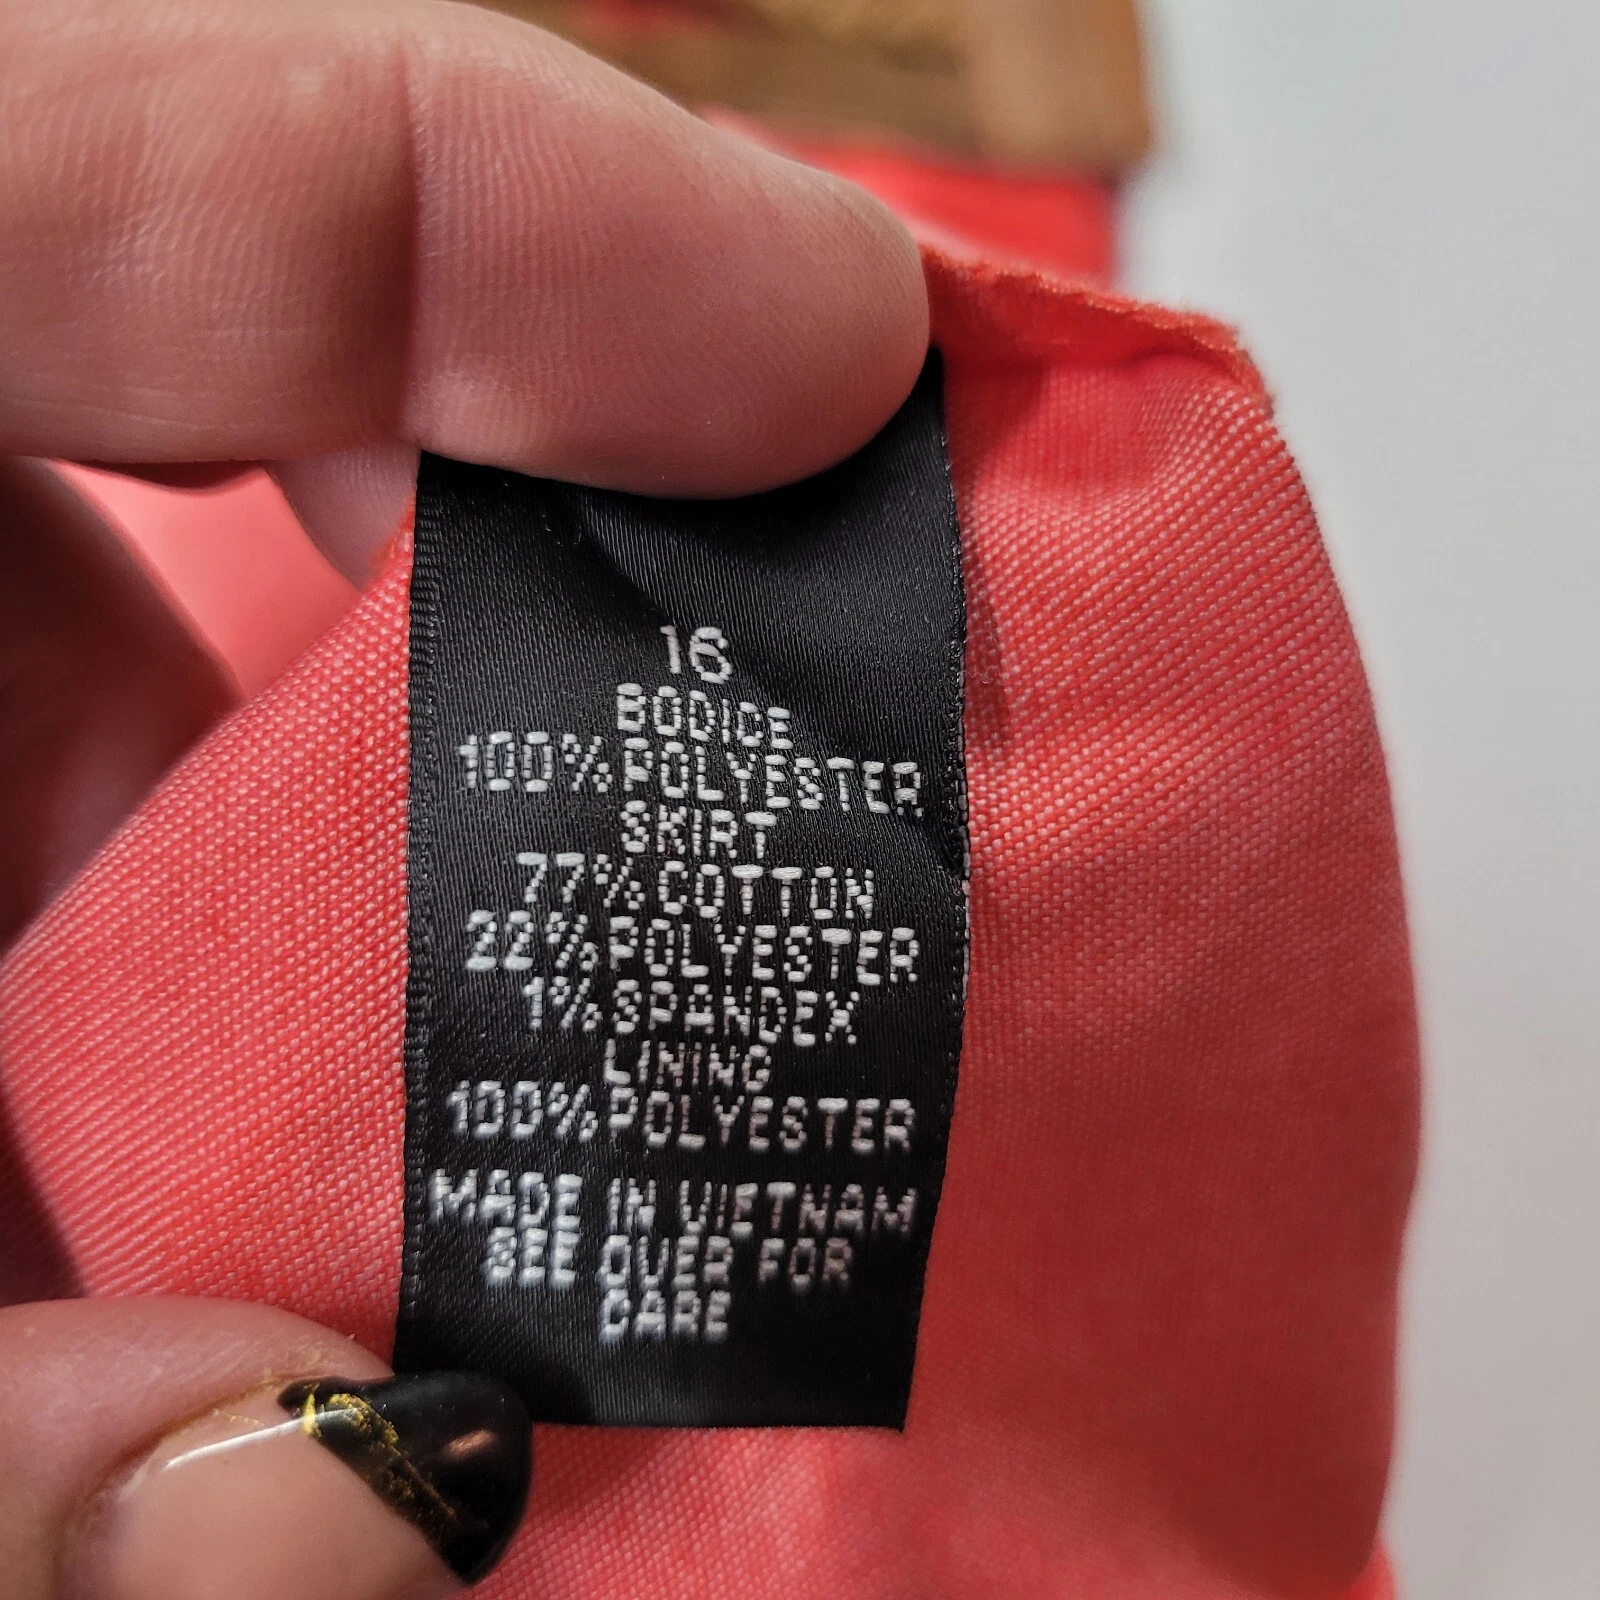 16
BODICE
100% POLYESTER
SKIRT
77% COTTON
22% POLYESTER
1% SPANDEX
LINING
100% POLYESTER
MADE IN VIETNAM
SEE OVER FOR
CARE